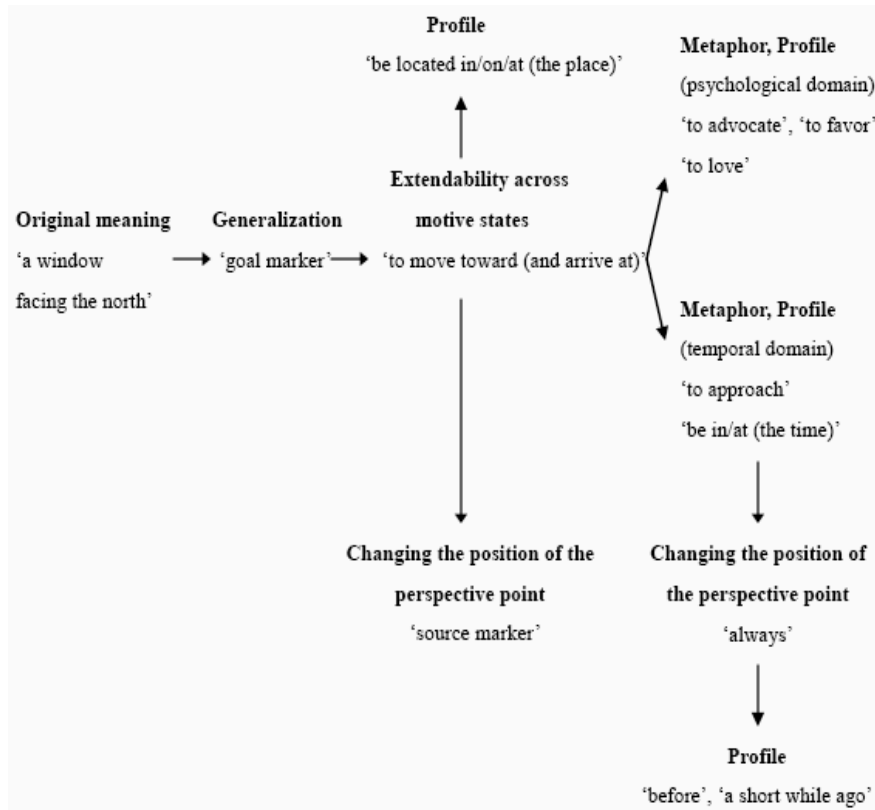 Profile
‘be located in/on/at (the place)’
Metaphor, Profile
(psychological domain)
‘to advocate’, ‘to favor’
‘to love’
Extendability across
motive states
‘to move toward (and arrive at)’
Original meaning
‘a window
facing the north’
Generalization
‘goal marker’
Metaphor, Profile
(temporal domain)
‘to approach’
‘be in/at (the time)’
Changing the position of the
perspective point
‘source marker’
Changing the position of
the perspective point
‘always’
Profile
‘before’, ‘a short while ago’